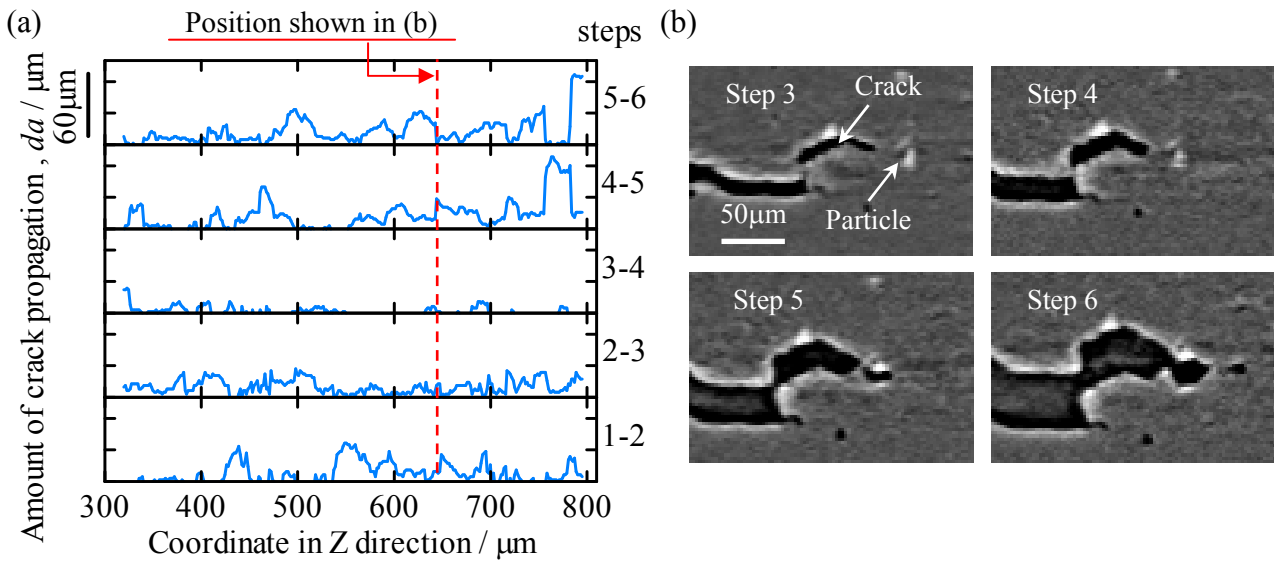 (a)
Position shown in (b)
steps
(b)
Amount of crack propagation , da / μm
60μm
5-6
4-5
3-4
2-3
1-2
300 400 500 600 700 800
Coordinate in Z direction / μm
Step 3
Crack
Particle
50μm
Step 4
Step 5
Step 6